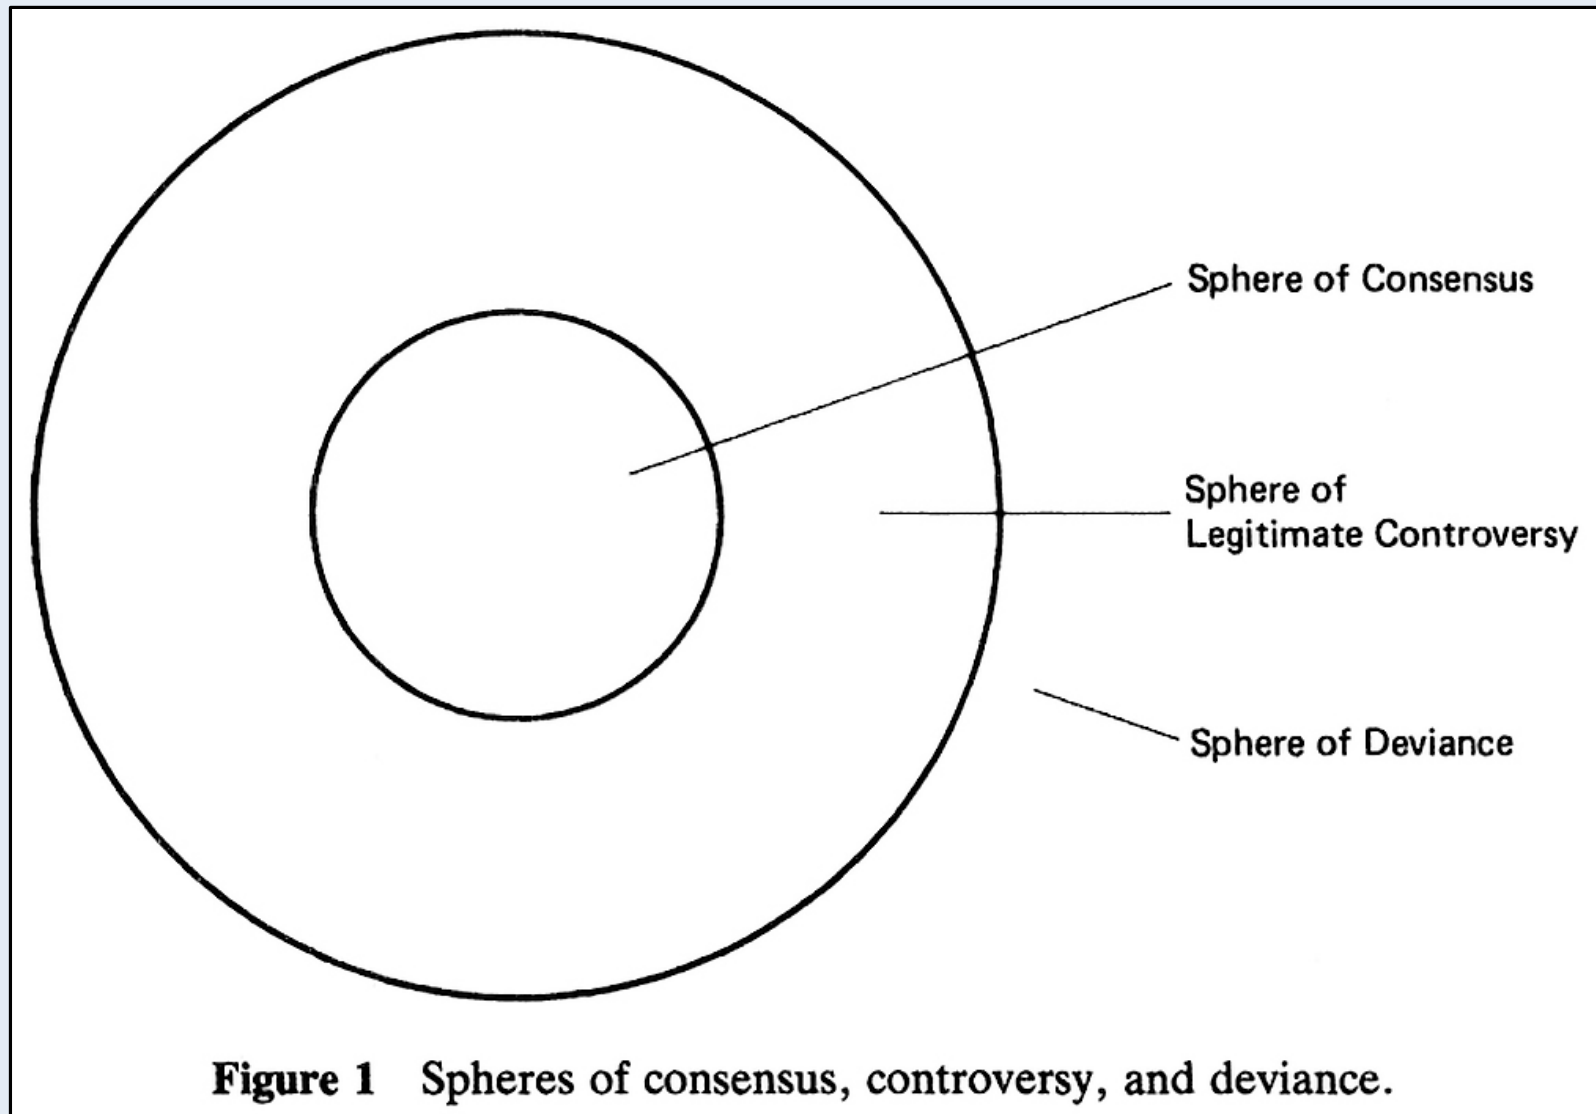 Sphere of Consensus
Sphere of
Legitimate Controversy
Sphere of Deviance
Figure 1 Spheres of consensus, controversy, and deviance.